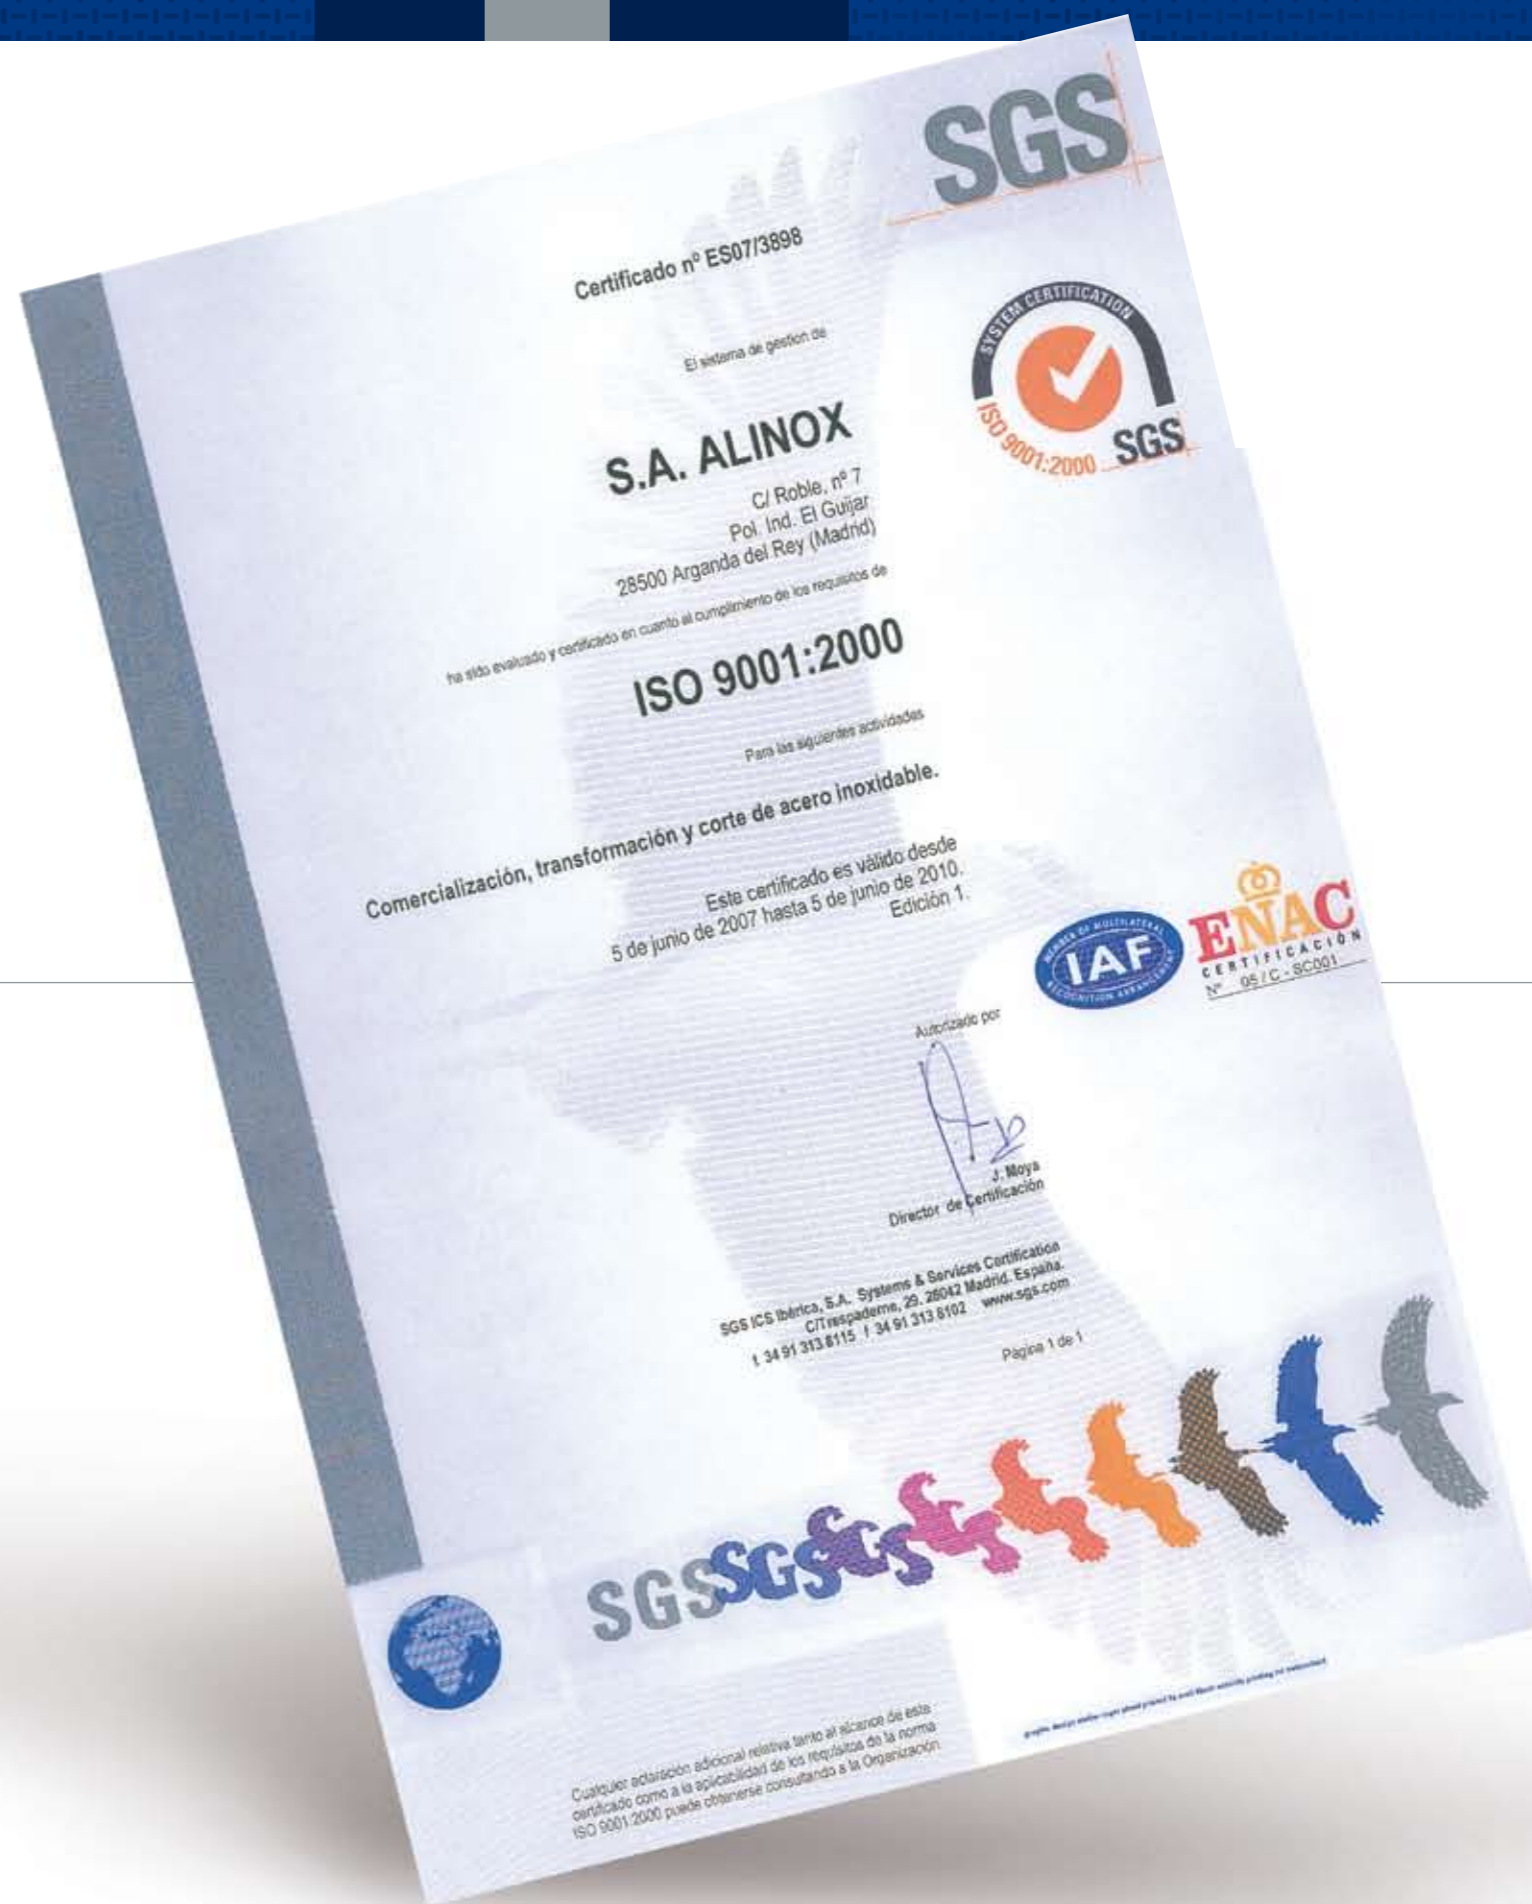 SGS
Certificado nº ES07/3898
El sistema de gestión de
SYSTEM CERTIFICATION
ISO 9001:2000
SGS
S.A. ALINOX
C/ Roble, nº 7
Pol. Ind. El Guijar
28500 Arganda del Rey (Madrid)
ha sido evaluado y certificado en cuanto al cumplimiento de los requisitos de
ISO 9001:2000
Para las siguientes actividades
Comercialización, transformación y corte de acero inoxidable.
Este certificado es válido desde
5 de junio de 2007 hasta 5 de junio de 2010.
Edición 1.
MEMBER OF MULTILATERAL
IAF
RECOGNITION ARRANGEMENT
ENAC
CERTIFICACIÓN
Nº 05 / C - SC001
Autorizado por
J. Moya
Director de Certificación
SGS ICS Ibérica, S.A. Systems & Services Certification
C/Trespaderne, 29. 28042 Madrid. España.
t 34 91 313 8115 f 34 91 313 8102 www.sgs.com
Página 1 de 1
SGSSGSSGS
Cualquier aclaración adicional relativa tanto al alcance de este
certificado como a la aplicabilidad de los requisitos de la norma
ISO 9001:2000 puede obtenerse consultando a la Organización